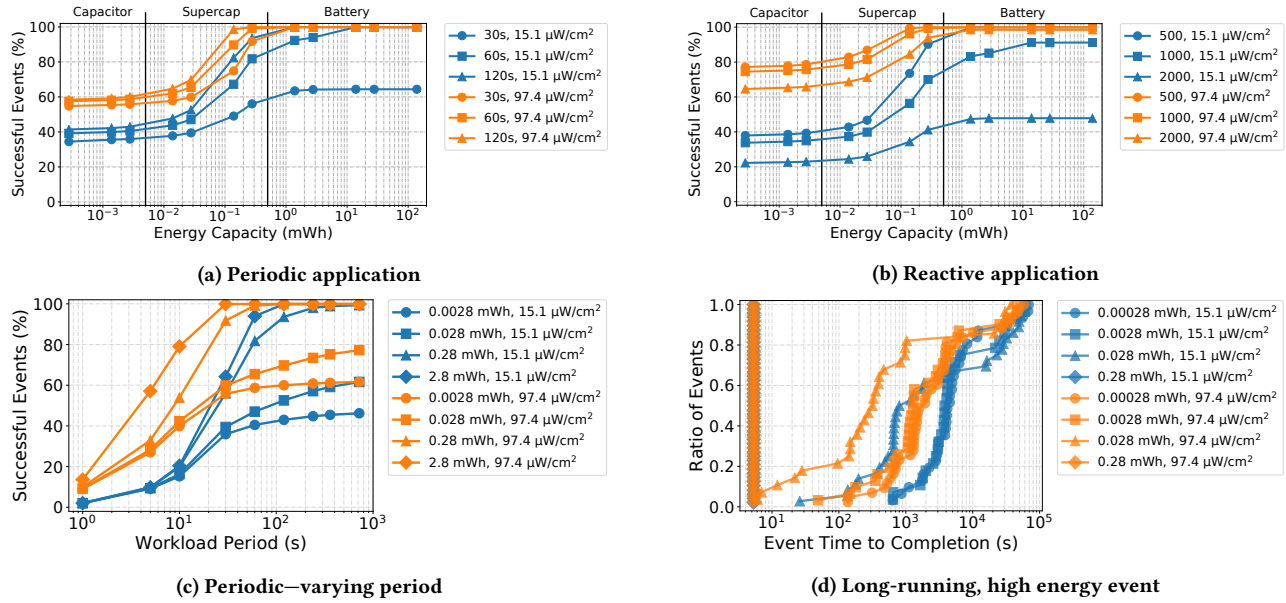 Capacitor Supercap Battery
100
80
60
40
20
0
Successful Events (%)
10⁻³ 10⁻² 10⁻¹ 10⁰ 10¹ 10²
Energy Capacity (mWh)
30s, 15.1 µW/cm²
60s, 15.1 µW/cm²
120s, 15.1 µW/cm²
30s, 97.4 µW/cm²
60s, 97.4 µW/cm²
120s, 97.4 µW/cm²
(a) Periodic application
Capacitor Supercap Battery
100
80
60
40
20
0
Successful Events (%)
10⁻³ 10⁻² 10⁻¹ 10⁰ 10¹ 10²
Energy Capacity (mWh)
500, 15.1 µW/cm²
1000, 15.1 µW/cm²
2000, 15.1 µW/cm²
500, 97.4 µW/cm²
1000, 97.4 µW/cm²
2000, 97.4 µW/cm²
(b) Reactive application
100
80
60
40
20
0
Successful Events (%)
10⁰ 10¹ 10² 10³
Workload Period (s)
0.0028 mWh, 15.1 µW/cm²
0.028 mWh, 15.1 µW/cm²
0.28 mWh, 15.1 µW/cm²
2.8 mWh, 15.1 µW/cm²
0.0028 mWh, 97.4 µW/cm²
0.028 mWh, 97.4 µW/cm²
0.28 mWh, 97.4 µW/cm²
2.8 mWh, 97.4 µW/cm²
(c) Periodic—varying period
1.0
0.8
0.6
0.4
0.2
0.0
Ratio of Events
10¹ 10² 10³ 10⁴ 10⁵
Event Time to Completion (s)
0.00028 mWh, 15.1 µW/cm²
0.0028 mWh, 15.1 µW/cm²
0.028 mWh, 15.1 µW/cm²
0.28 mWh, 15.1 µW/cm²
0.00028 mWh, 97.4 µW/cm²
0.0028 mWh, 97.4 µW/cm²
0.028 mWh, 97.4 µW/cm²
0.28 mWh, 97.4 µW/cm²
(d) Long-running, high energy event